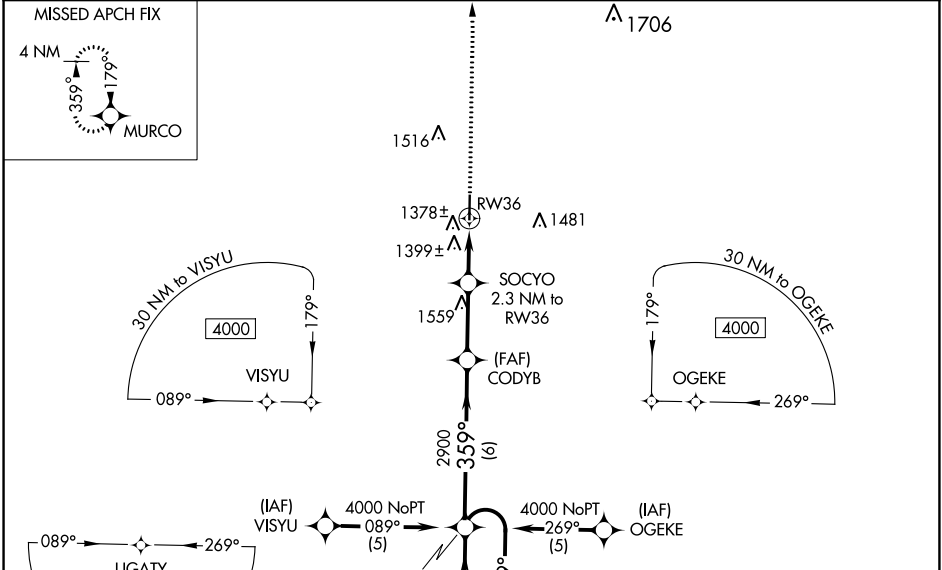 MISSED APCH FIX
4 NM
359°
179°
MURCO
1706
1516
RW36
1378±
1481
1399±
SOCYO
2.3 NM to
RW36
1559
30 NM to VISYU
4000
179°
VISYU
089°
30 NM to OGEKE
4000
179°
OGEKE
269°
(FAF)
CODYB
2900
359°
(6)
(IAF)
VISYU
4000 NoPT
089°
(5)
4000 NoPT
269°
(5)
(IAF)
OGEKE
089°
269°